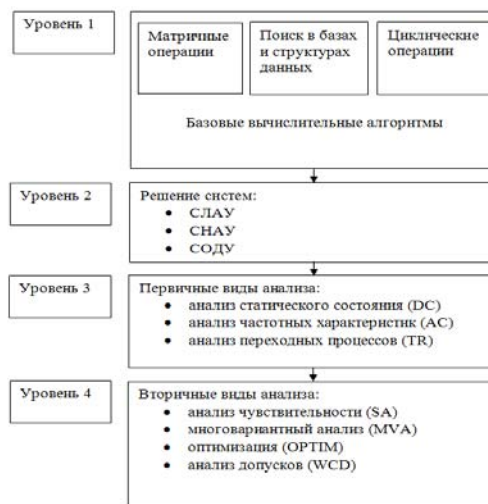 Уровень 1
Матричные
операции
Поиск в базах
и структурах
данных
Циклические
операции
Базовые вычислительные алгоритмы
Уровень 2
Решение систем:
• СЛАУ
• СНАУ
• СОДУ
Уровень 3
Первичные виды анализа:
• анализ статического состояния (DC)
• анализ частотных характеристик (AC)
• анализ переходных процессов (TR)
Уровень 4
Вторичные виды анализа:
• анализ чувствительности (SA)
• многовариантный анализ (MVA)
• оптимизация (OPTIM)
• анализ допусков (WCD)